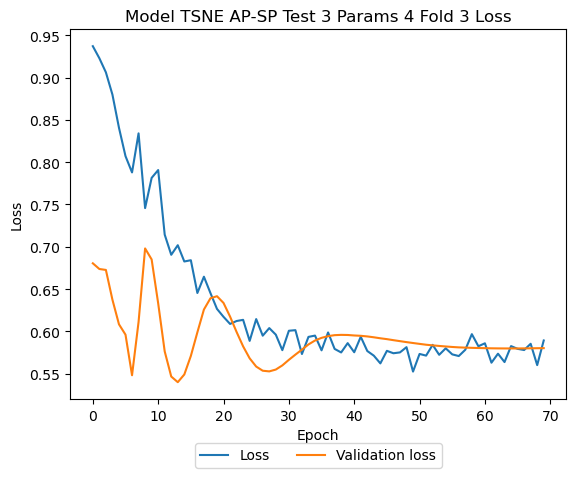 Model TSNE AP-SP Test 3 Params 4 Fold 3 Loss
0.95
0.90
0.85
0.80
0.75
0.70
0.65
0.60
0.55
Loss
0 10 20 30 40 50 60 70
Epoch
Loss Validation loss